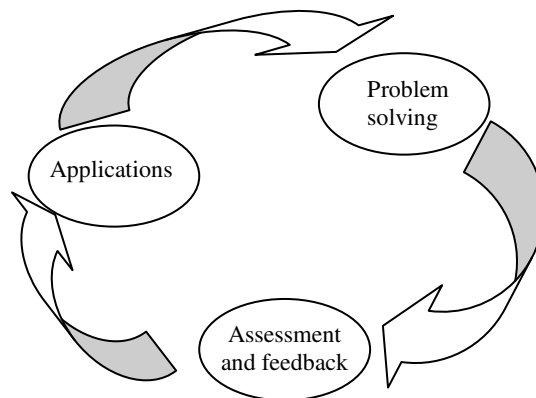 Problem
solving
Applications
Assessment
and feedback